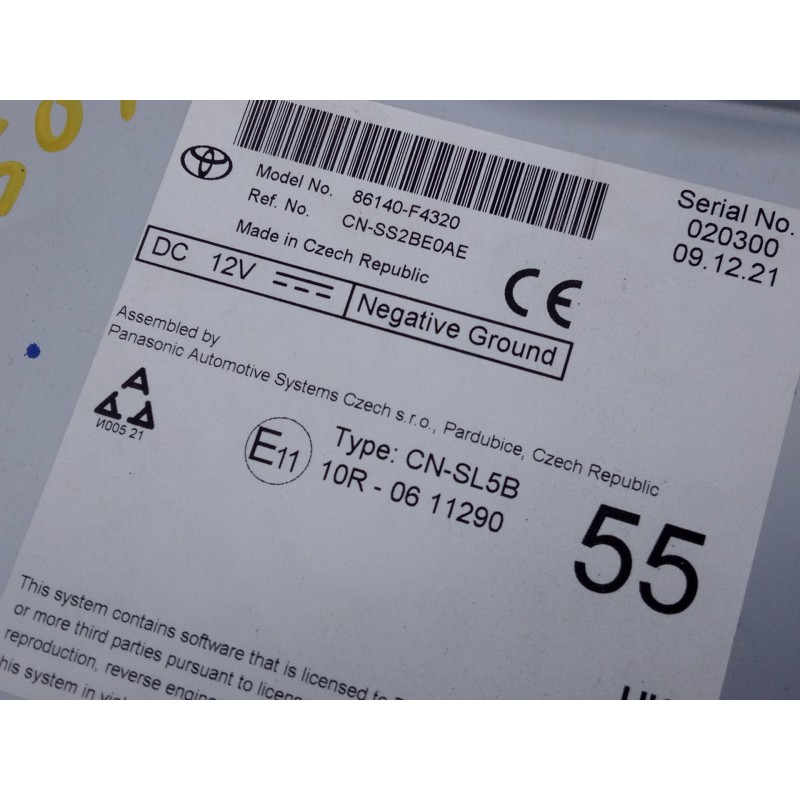 Model No. 86140-F4320
Ref. No. CN-SS2BE0AE
Made in Czech Republic
Serial No.
020300
09.12.21
DC 12V
Negative Ground
CE
Assembled by
Panasonic Automotive Systems Czech s.r.o., Pardubice, Czech Republic
И005 21
E11
Type: CN-SL5B
10R - 06 11290
55
This system contains software that is licensed to
or more third parties pursuant to
reproduction, reverse
this system in